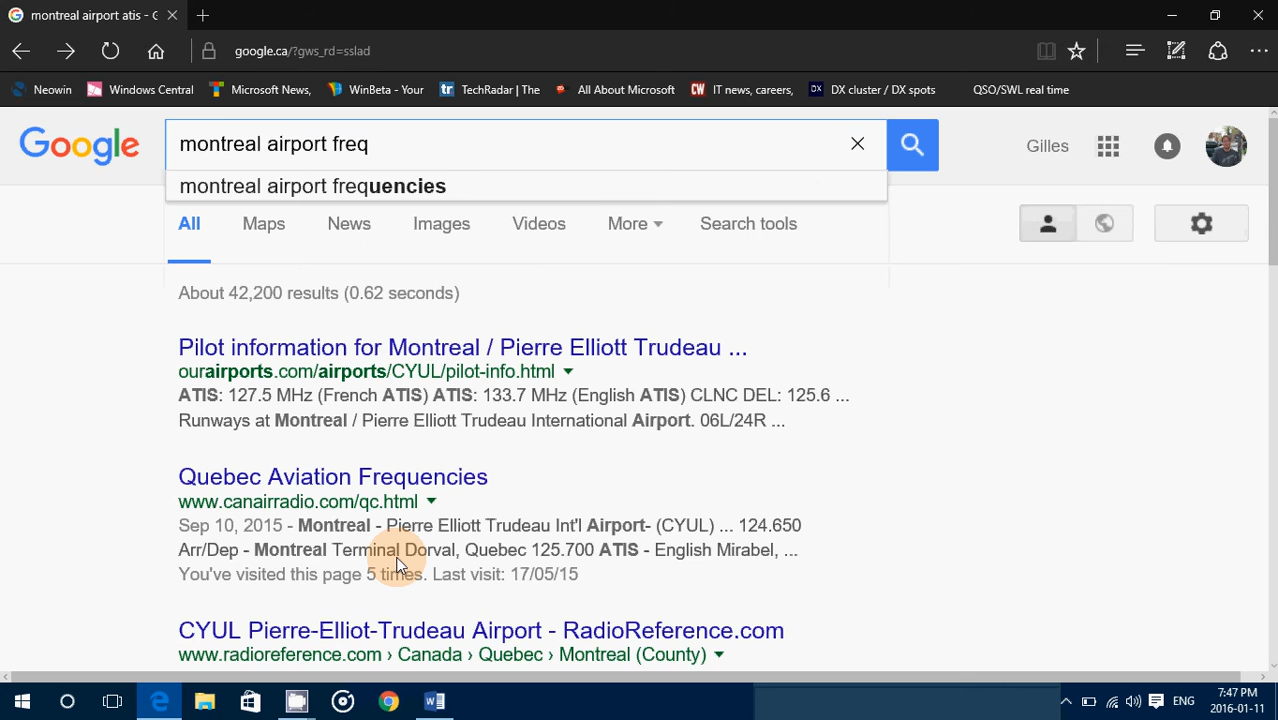 montreal airport atis - G
google.ca/?gws_rd=sslad
Neowin Windows Central Microsoft News, WinBeta - Your TechRadar | The All About Microsoft CW IT news, careers, DX DX cluster / DX spots QSO/SWL real time
Google montreal airport freq Gilles
montreal airport frequencies
All Maps News Images Videos More Search tools
About 42,200 results (0.62 seconds)
Pilot information for Montreal / Pierre Elliott Trudeau ...
ourairports.com/airports/CYUL/pilot-info.html
ATIS: 127.5 MHz (French ATIS) ATIS: 133.7 MHz (English ATIS) CLNC DEL: 125.6 ...
Runways at Montreal / Pierre Elliott Trudeau International Airport. 06L/24R ...
Quebec Aviation Frequencies
www.canairradio.com/qc.html
Sep 10, 2015 - Montreal - Pierre Elliott Trudeau Int'l Airport- (CYUL) ... 124.650
Arr/Dep - Montreal Terminal Dorval, Quebec 125.700 ATIS - English Mirabel, ...
You've visited this page 5 times. Last visit: 17/05/15
CYUL Pierre-Elliot-Trudeau Airport - RadioReference.com
www.radioreference.com › Canada › Quebec › Montreal (County)
ENG 7:47 PM
2016-01-11